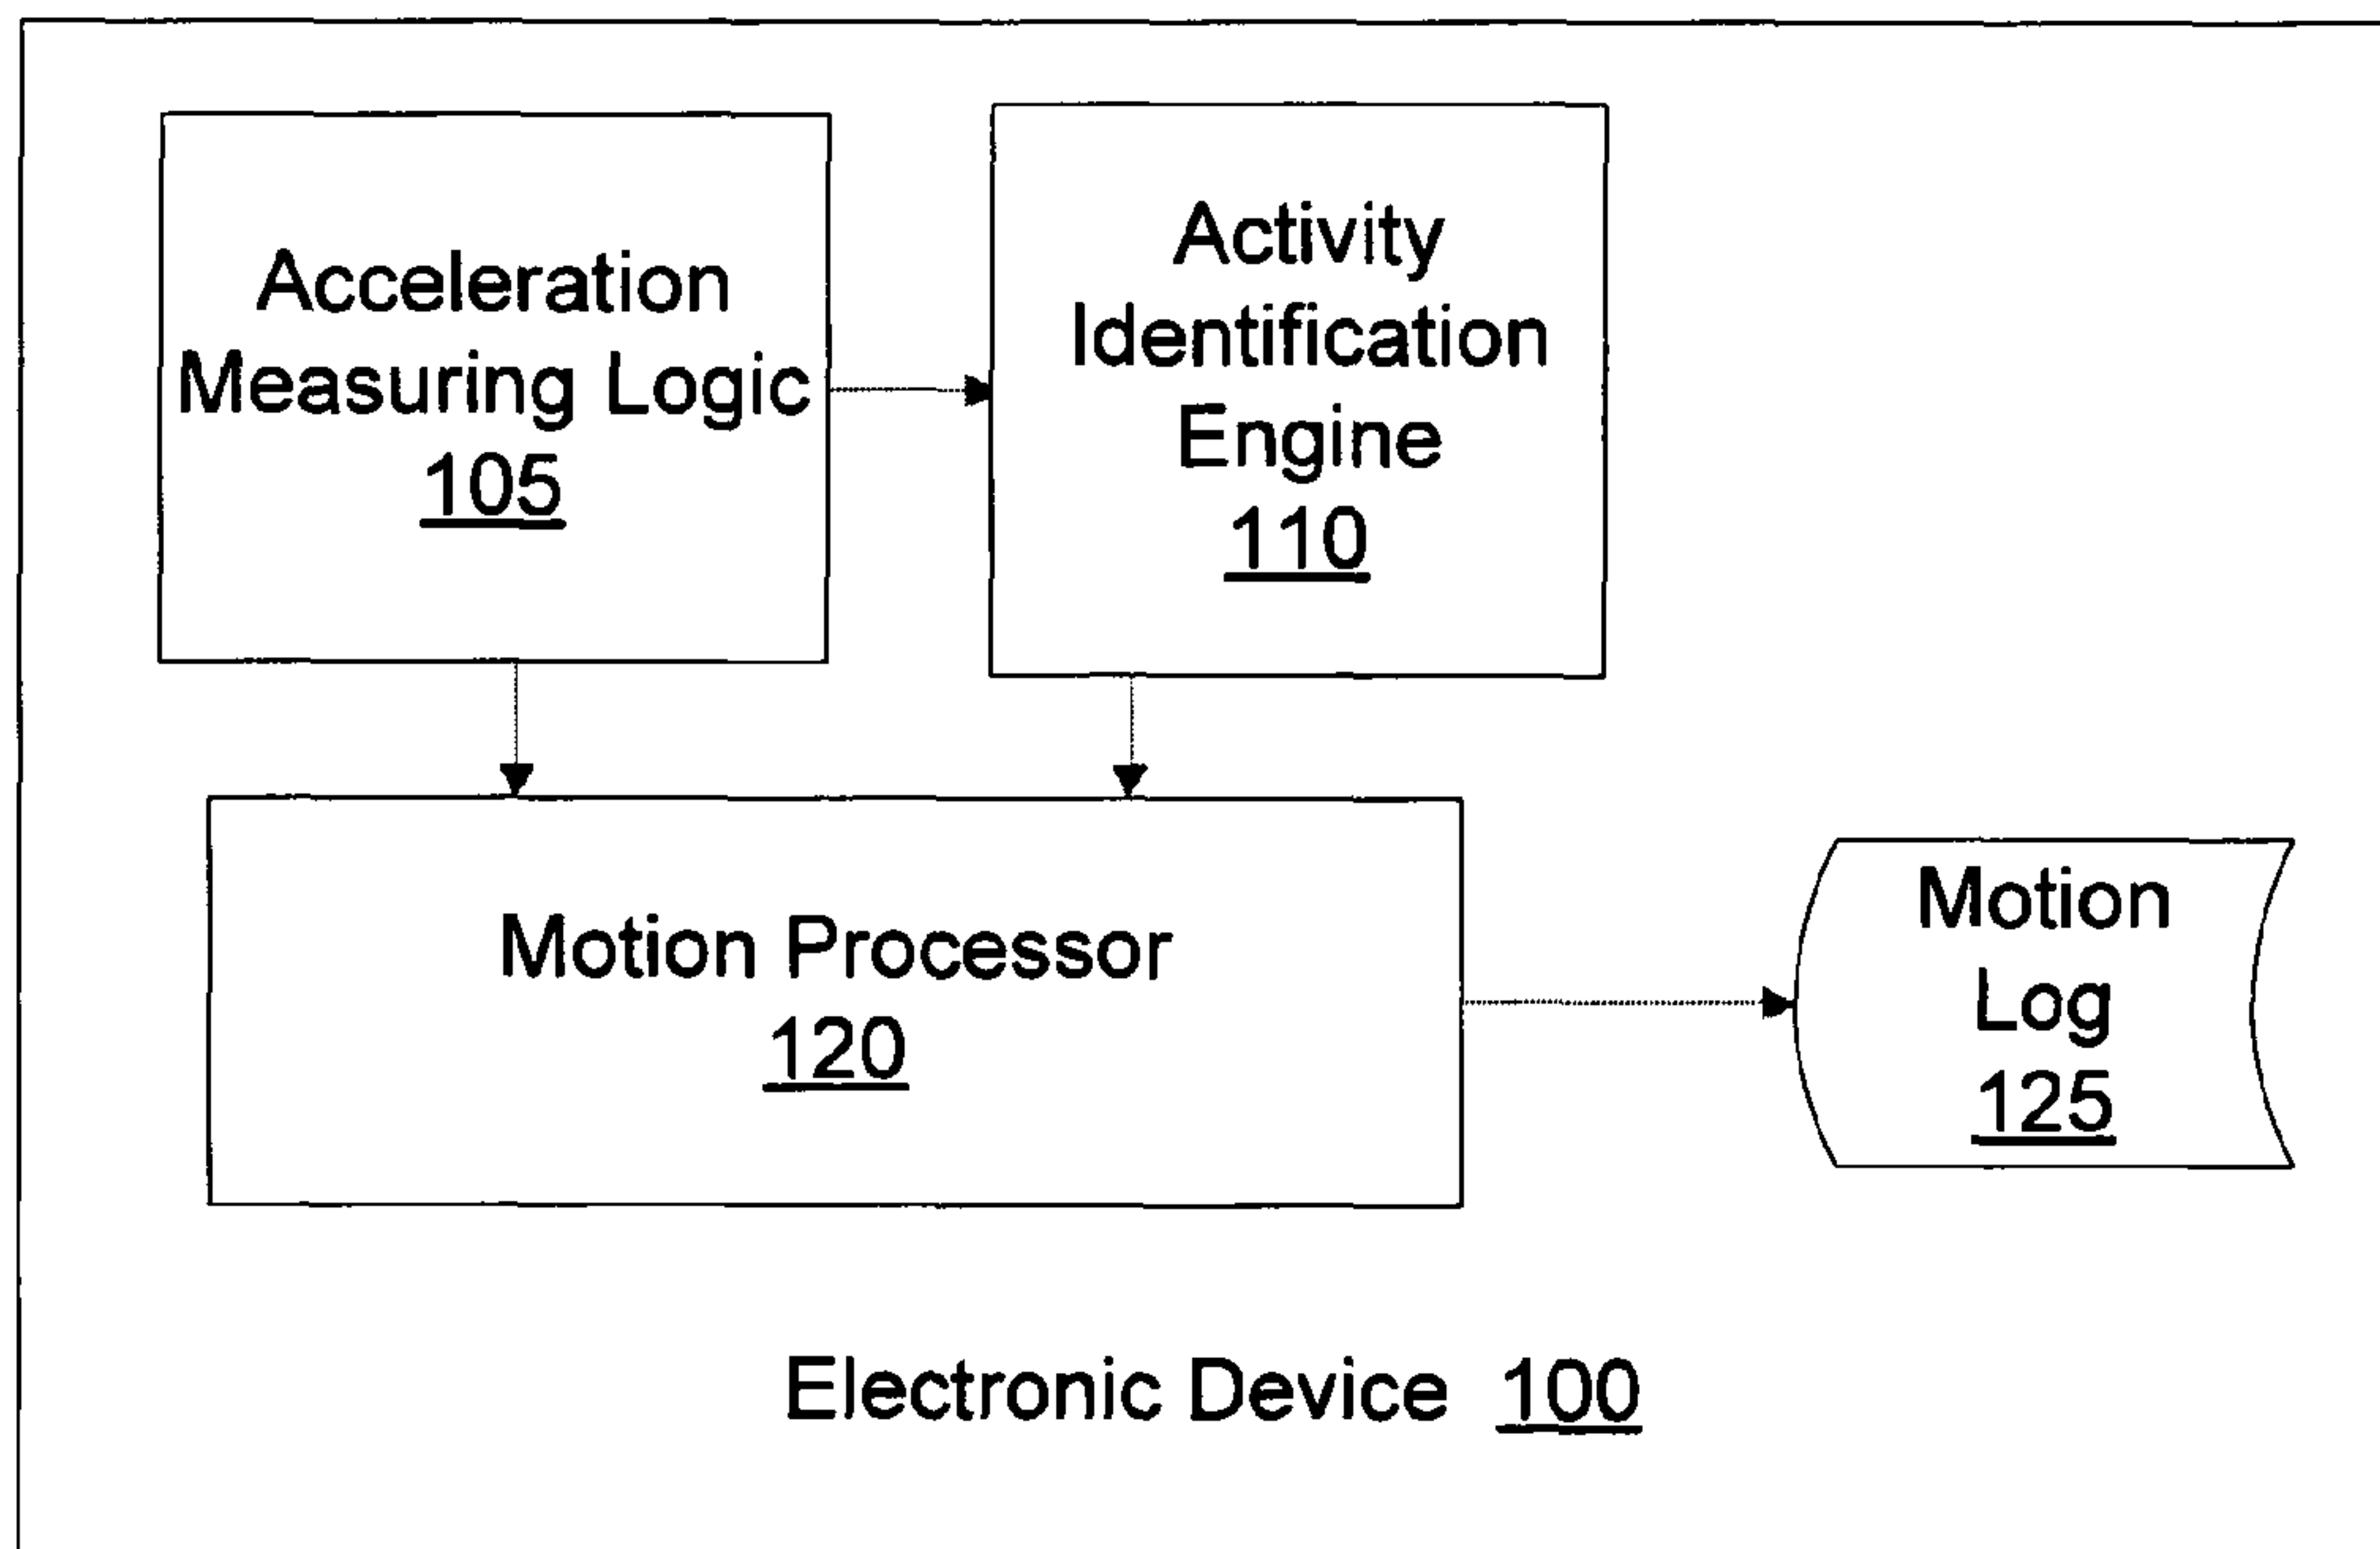 Acceleration
Measuring Logic
105
Activity
Identification
Engine
110
Motion Processor
120
Motion
Log
125
Electronic Device 100